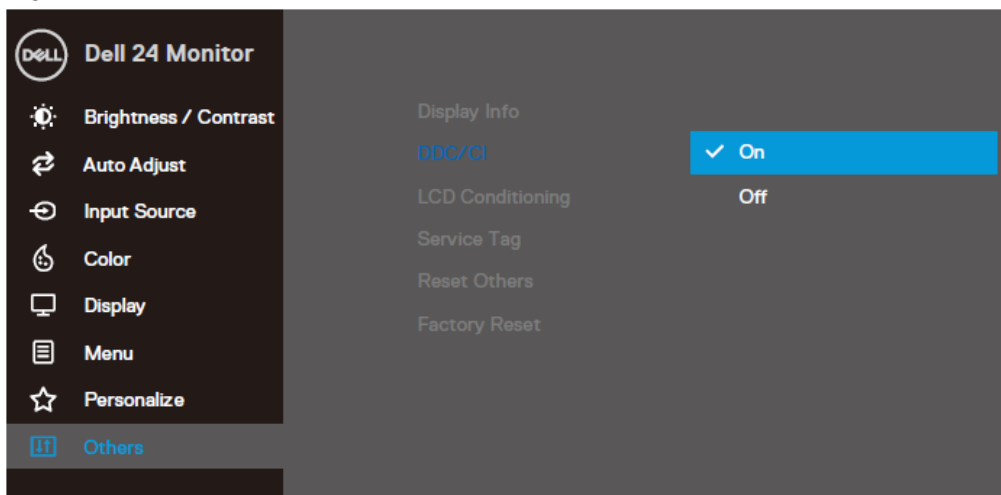 DELL Dell 24 Monitor
Brightness / Contrast
Auto Adjust
Input Source
Color
Display
Menu
Personalize
Others
Display Info
DDC/CI
LCD Conditioning
Service Tag
Reset Others
Factory Reset
On
Off